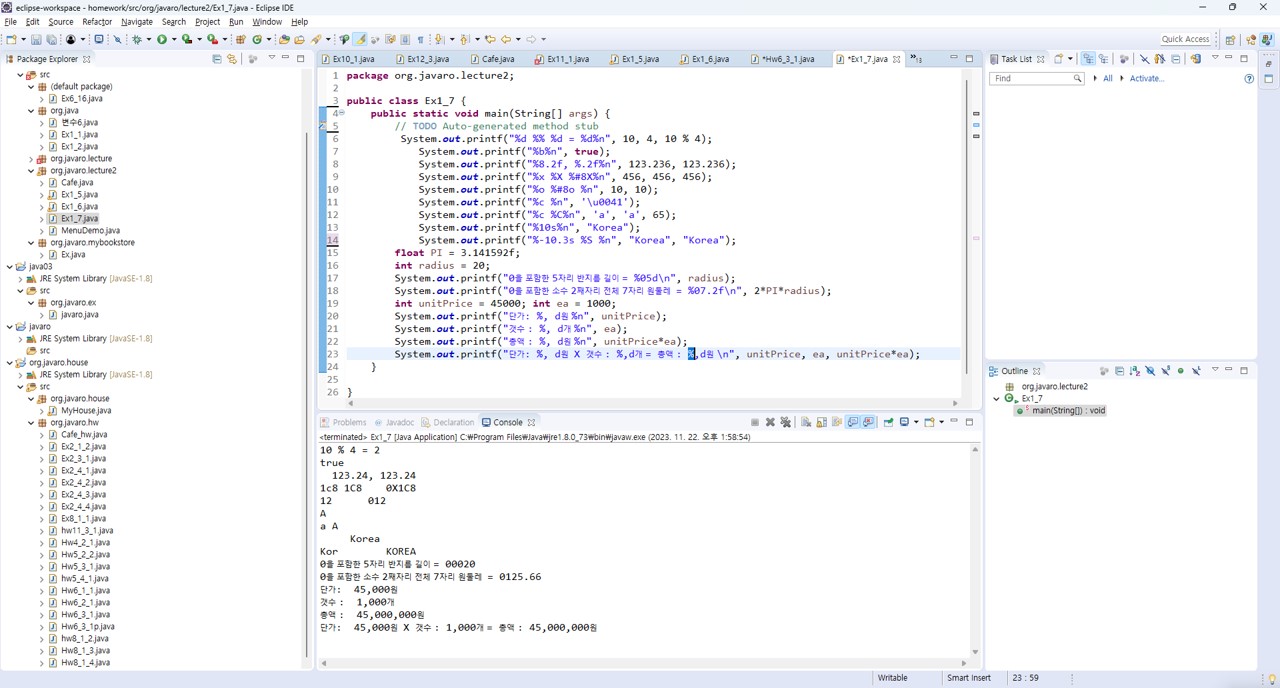 eclipse-workspace - homework/src/org/javaro/lecture2/Ex1_7.java - Eclipse IDE
File Edit Source Refactor Navigate Search Project Run Window Help
Quick Access
Package Explorer
src
(default package)
Ex6_16.java
org.java
변수6.java
Ex1_1.java
Ex1_2.java
org.javaro.lecture
org.javaro.lecture2
Cafe.java
Ex1_5.java
Ex1_6.java
Ex1_7.java
MenuDemo.java
org.javaro.mybookstore
Ex.java
java03
JRE System Library [JavaSE-1.8]
src
org.javaro.ex
javaro.java
javaro
JRE System Library [JavaSE-1.8]
src
org.javaro.house
JRE System Library [JavaSE-1.8]
src
org.javaro.house
MyHouse.java
org.javaro.hw
Cafe_hw.java
Ex2_1_2.java
Ex2_3_1.java
Ex2_4_1.java
Ex2_4_2.java
Ex2_4_3.java
Ex2_4_4.java
Ex8_1_1.java
hw11_3_1.java
Hw4_2_1.java
Hw5_2_2.java
Hw5_3_1.java
hw5_4_1.java
Hw6_1_1.java
Hw6_2_1.java
Hw6_3_1.java
Hw6_3_1p.java
hw8_1_2.java
Hw8_1_3.java
Hw8_1_4.java
Ex10_1.java Ex12_3.java Cafe.java Ex11_1.java Ex1_5.java Ex1_6.java *Hw6_3_1.java *Ex1_7.java »13
1 package org.javaro.lecture2;
2
3 public class Ex1_7 {
4 public static void main(String[] args) {
5 // TODO Auto-generated method stub
6 System.out.printf("%d %% %d = %d%n", 10, 4, 10 % 4);
7 System.out.printf("%b%n", true);
8 System.out.printf("%8.2f, %.2f%n", 123.236, 123.236);
9 System.out.printf("%x %X %#8X%n", 456, 456, 456);
10 System.out.printf("%o %#8o %n", 10, 10);
11 System.out.printf("%c %n", '\u0041');
12 System.out.printf("%c %C%n", 'a', 'a', 65);
13 System.out.printf("%10s%n", "Korea");
14 System.out.printf("%-10.3s %S %n", "Korea", "Korea");
15 float PI = 3.141592f;
16 int radius = 20;
17 System.out.printf("0을 포함한 5자리 반지름 길이 = %05d\n", radius);
18 System.out.printf("0을 포함한 소수 2째자리 전체 7자리 원둘레 = %07.2f\n", 2*PI*radius);
19 int unitPrice = 45000; int ea = 1000;
20 System.out.printf("단가: %, d원 %n", unitPrice);
21 System.out.printf("갯수 : %, d개 %n", ea);
22 System.out.printf("총액 : %, d원 %n", unitPrice*ea);
23 System.out.printf("단가: %, d원 X 갯수 : %,d개 = 총액 : %,d원 \n", unitPrice, ea, unitPrice*ea);
24 }
25
26 }
Problems Javadoc Declaration Console
<terminated> Ex1_7 [Java Application] C:₩Program Files₩Java₩jre1.8.0_73₩bin₩javaw.exe (2023. 11. 22. 오후 1:58:54)
10 % 4 = 2
true
123.24, 123.24
1c8 1C8 0X1C8
12 012
A
a A
Korea
Kor KOREA
0을 포함한 5자리 반지름 길이 = 00020
0을 포함한 소수 2째자리 전체 7자리 원둘레 = 0125.66
단가: 45,000원
갯수 : 1,000개
총액 : 45,000,000원
단가: 45,000원 X 갯수 : 1,000개 = 총액 : 45,000,000원
Task List
Find All Activate...
Outline
org.javaro.lecture2
Ex1_7
main(String[]) : void
Writable Smart Insert 23 : 59